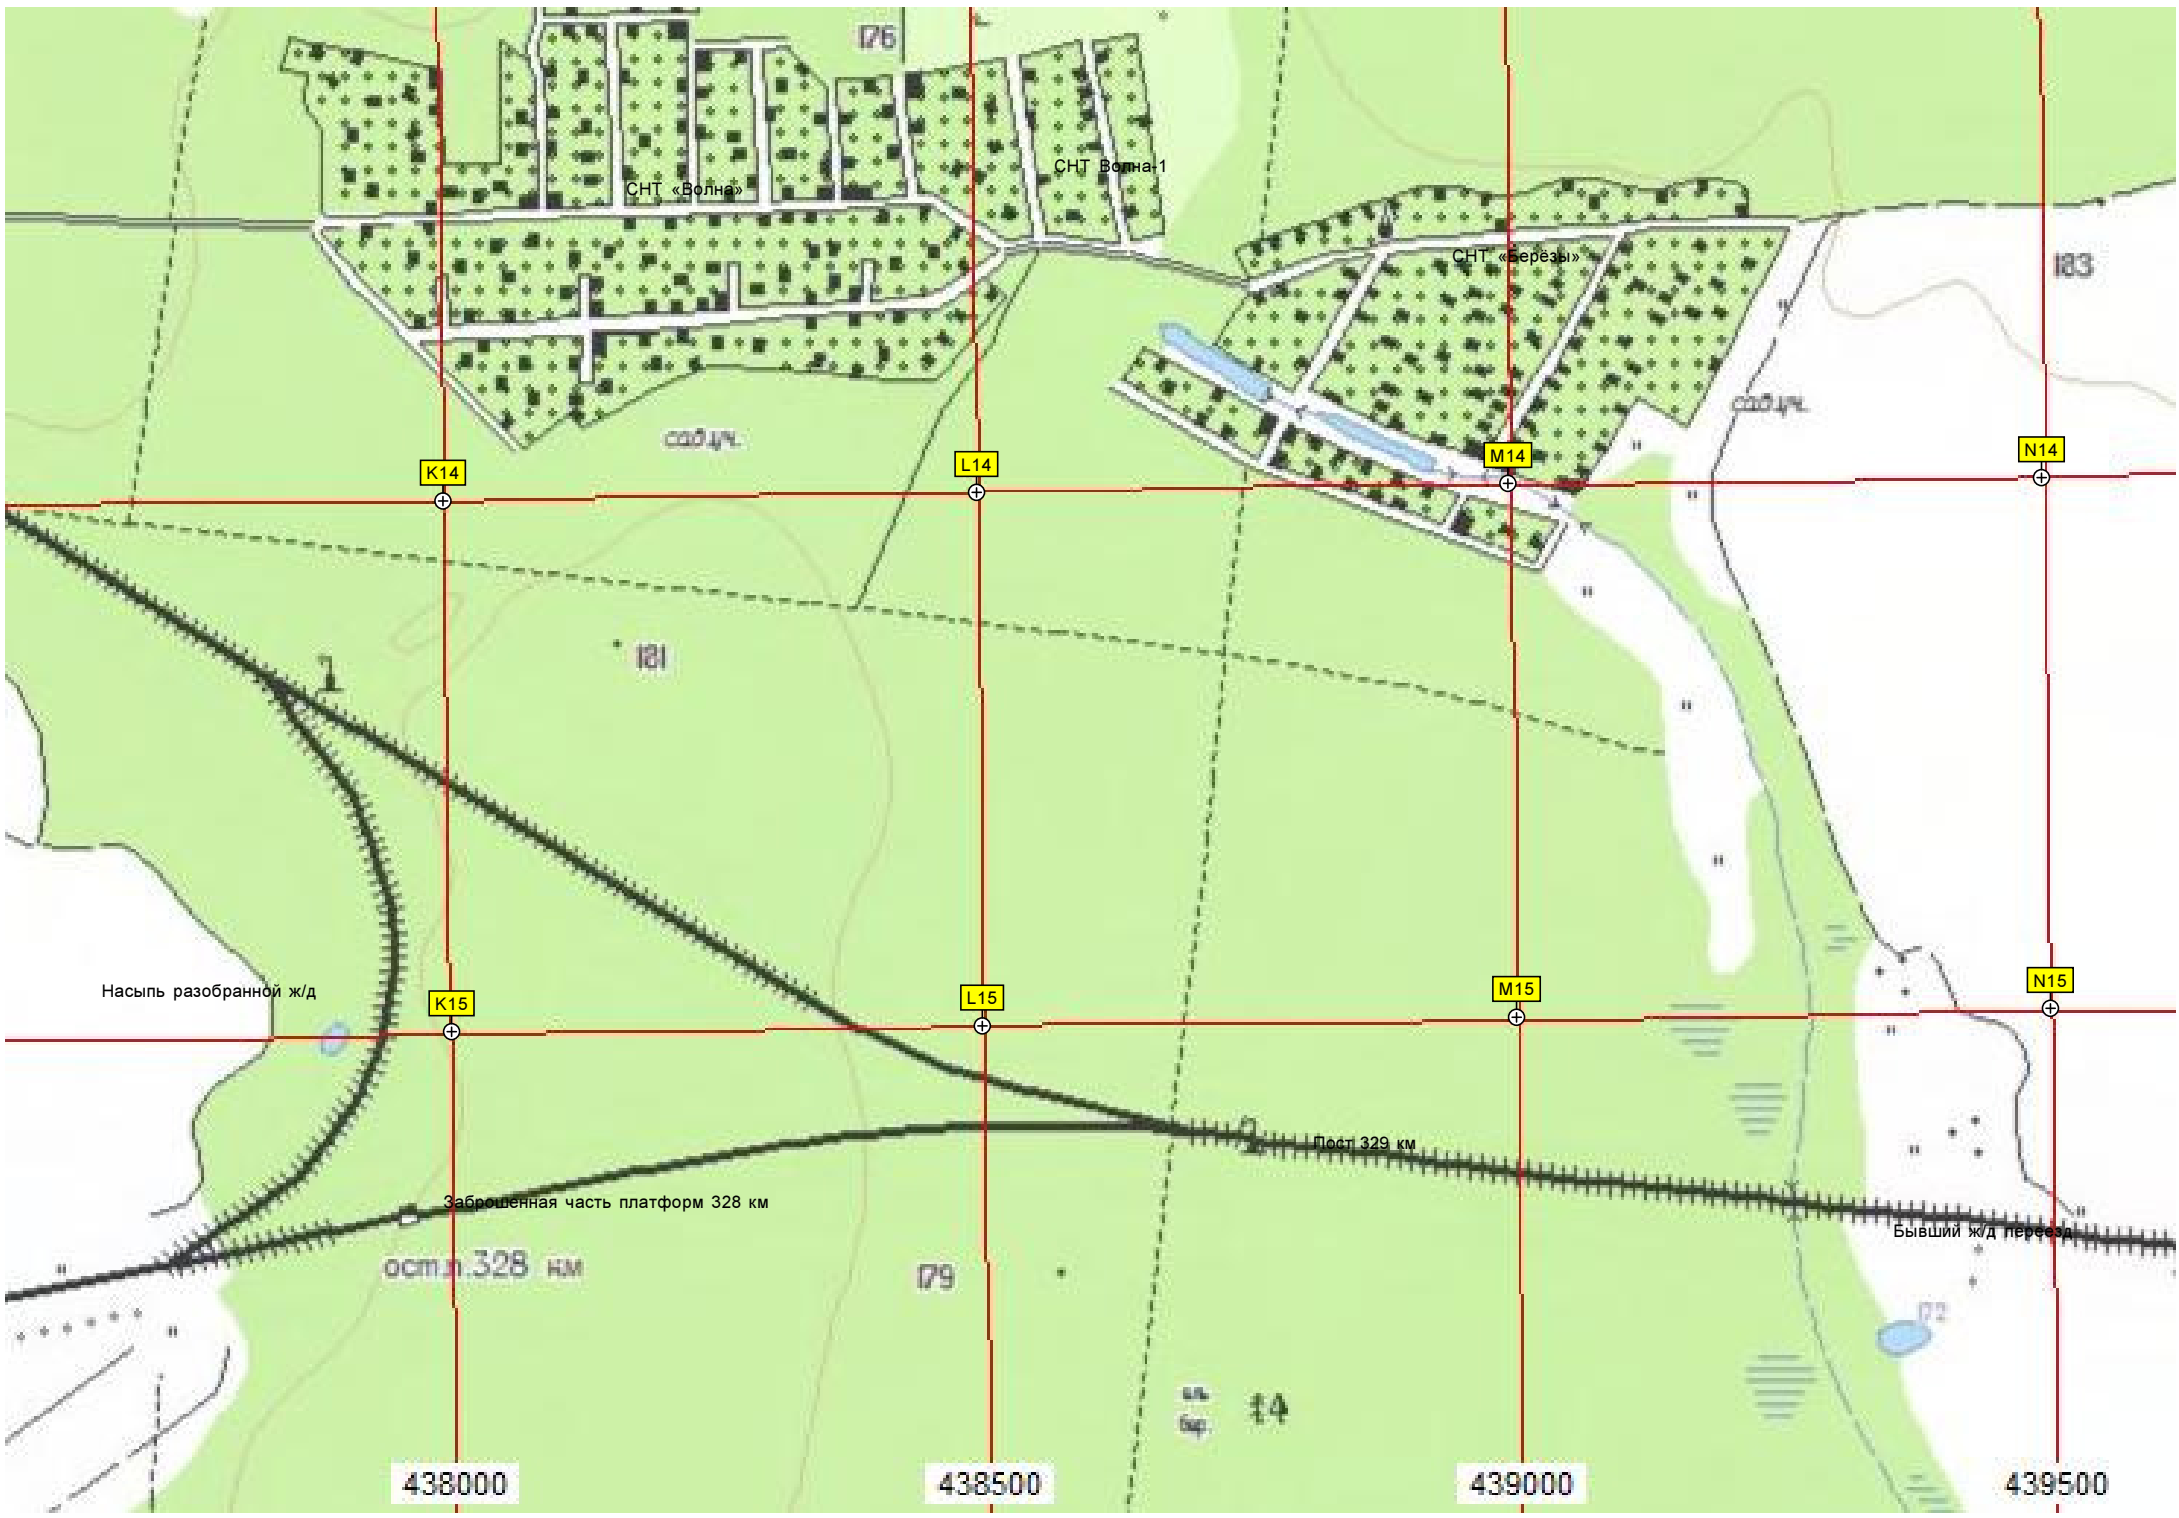 176
СНТ Волна-1
СНТ «Волна»
СНТ «Берёзы»
183
сад.уч.
сад.уч.
K14
L14
M14
N14
181
Насыпь разобранной ж/д
K15
L15
M15
N15
Пост 329 км
Заброшенная часть платформ 328 км
Бывший ж/д переезд
ост.п. 328 км
179
172
14
438000
438500
439000
439500